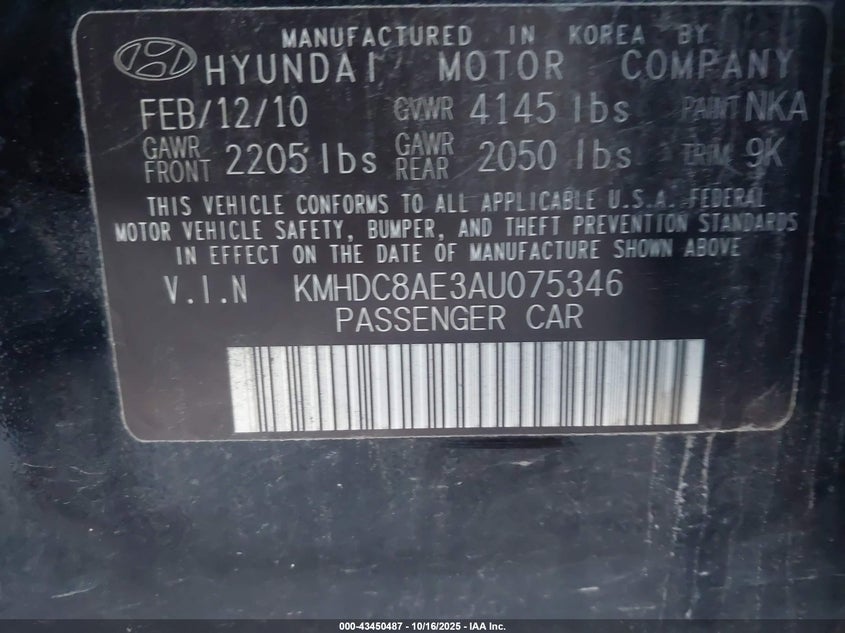 MANUFACTURED IN KOREA BY
HYUNDAI MOTOR COMPANY
FEB/12/10 GVWR 4145 lbs PAINT NKA
GAWR FRONT 2205 lbs GAWR REAR 2050 lbs TRIM 9K
THIS VEHICLE CONFORMS TO ALL APPLICABLE U.S.A. FEDERAL
MOTOR VEHICLE SAFETY, BUMPER, AND THEFT PREVENTION STANDARDS
IN EFFECT ON THE DATE OF MANUFACTURE SHOWN ABOVE
V.I.N KMHDC8AE3AU075346
PASSENGER CAR
000-43450487 - 10/16/2025 - IAA Inc.